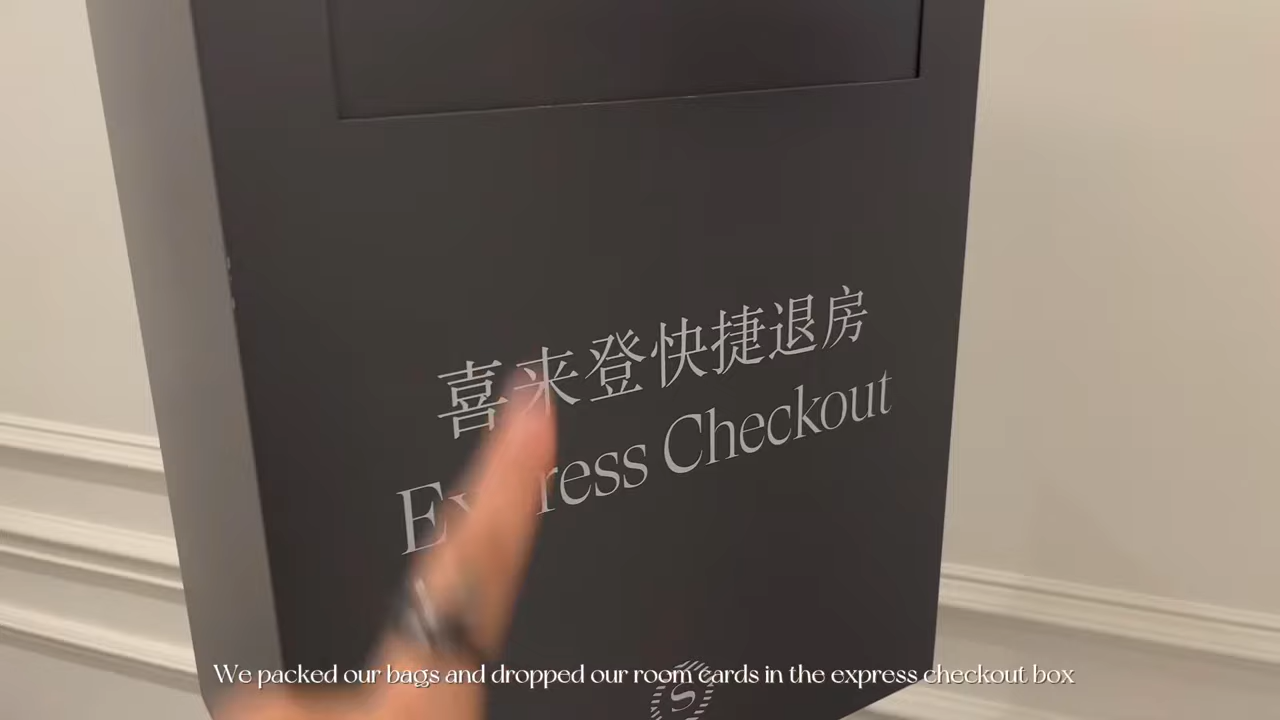 喜来登快捷退房
Express Checkout
S
We packed our bags and dropped our room cards in the express checkout box